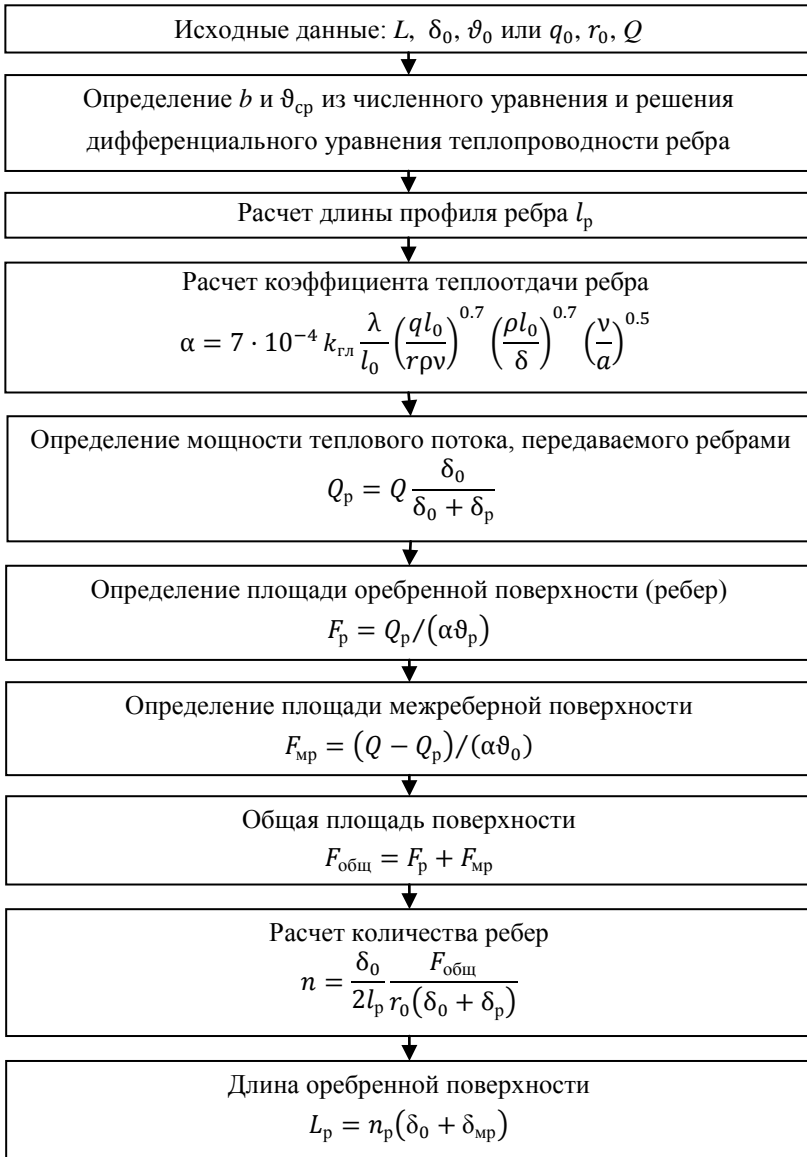 Исходные данные: L, δ₀, ϑ₀ или q₀, r₀, Q
Определение b и ϑ_ср из численного уравнения и решения
дифференциального уравнения теплопроводности ребра
Расчет длины профиля ребра l_р
Расчет коэффициента теплоотдачи ребра
α = 7 · 10⁻⁴ k_гл λ/l₀ (ql₀/rρν)^0.7 (ρl₀/δ)^0.7 (ν/a)^0.5
Определение мощности теплового потока, передаваемого ребрами
Q_р = Q δ₀/(δ₀ + δ_р)
Определение площади оребренной поверхности (ребер)
F_р = Q_р/(αϑ_р)
Определение площади межреберной поверхности
F_мр = (Q − Q_р)/(αϑ₀)
Общая площадь поверхности
F_общ = F_р + F_мр
Расчет количества ребер
n = δ₀/2l_р F_общ/r₀(δ₀ + δ_р)
Длина оребренной поверхности
L_р = n_р(δ₀ + δ_мр)